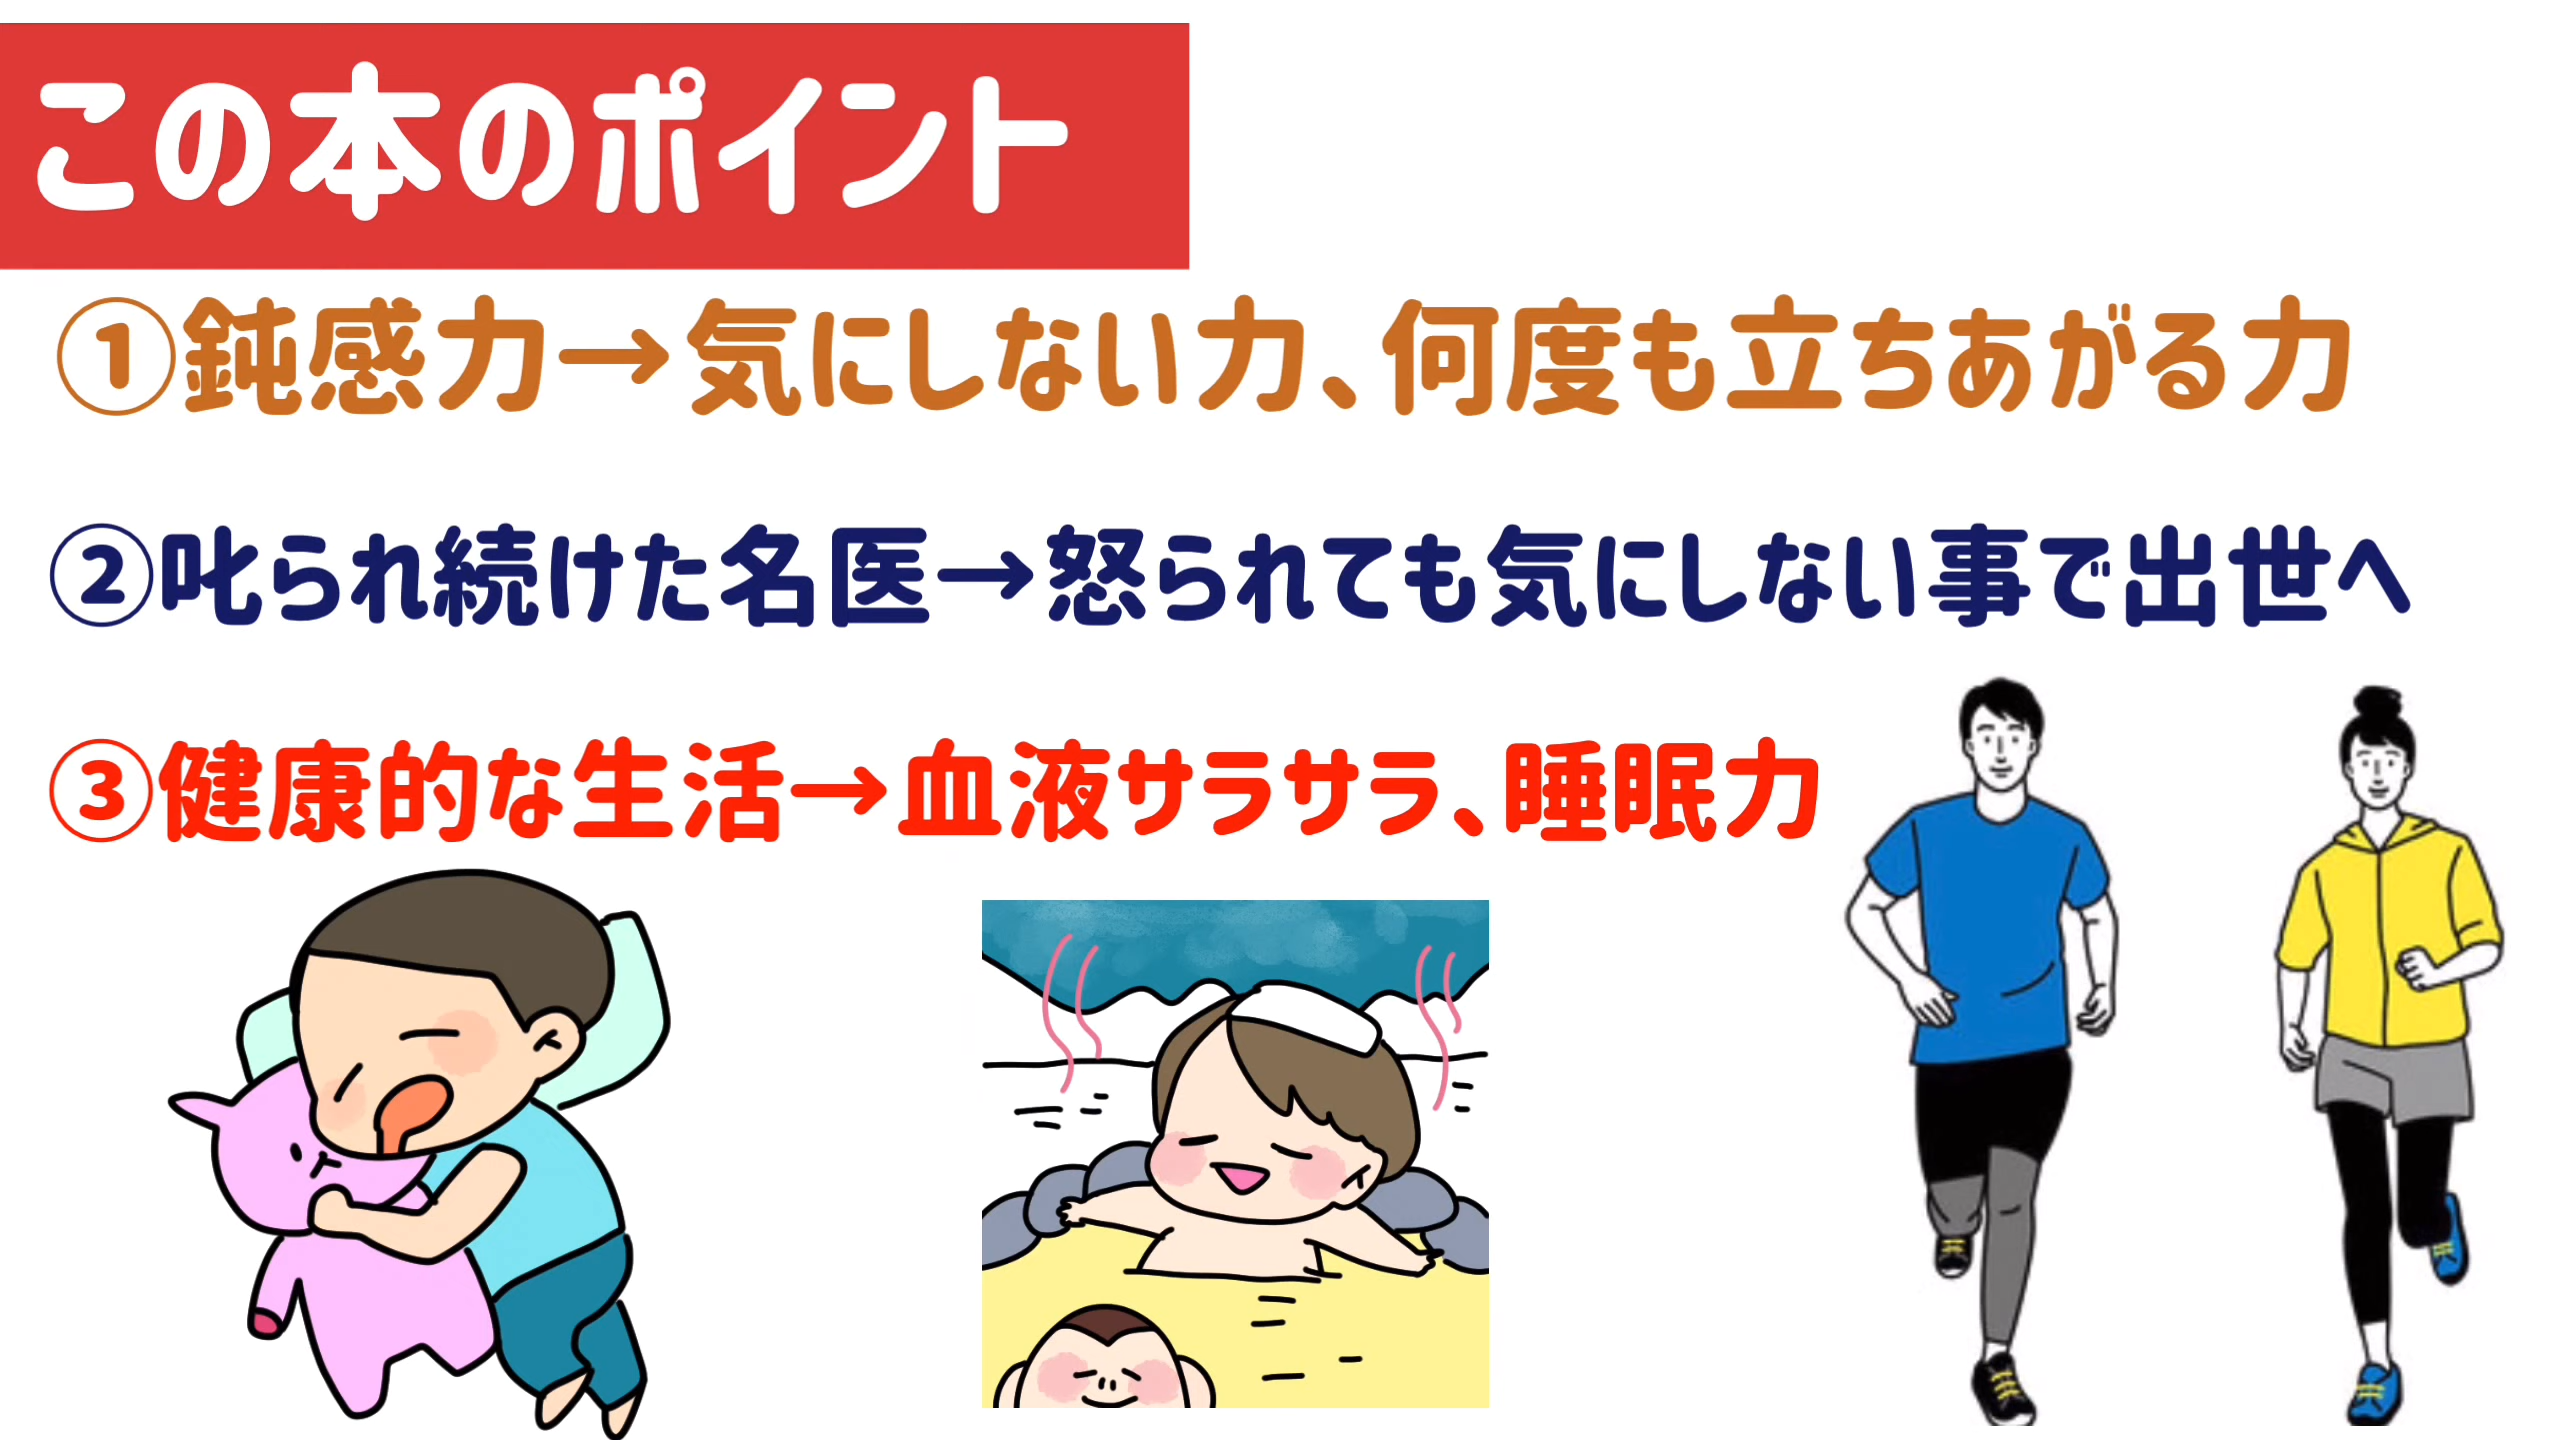 この本のポイント
①鈍感力→気にしない力、何度も立ちあがる力
②叱られ続けた名医→怒られても気にしない事で出世へ
③健康的な生活→血液サラサラ、睡眠力